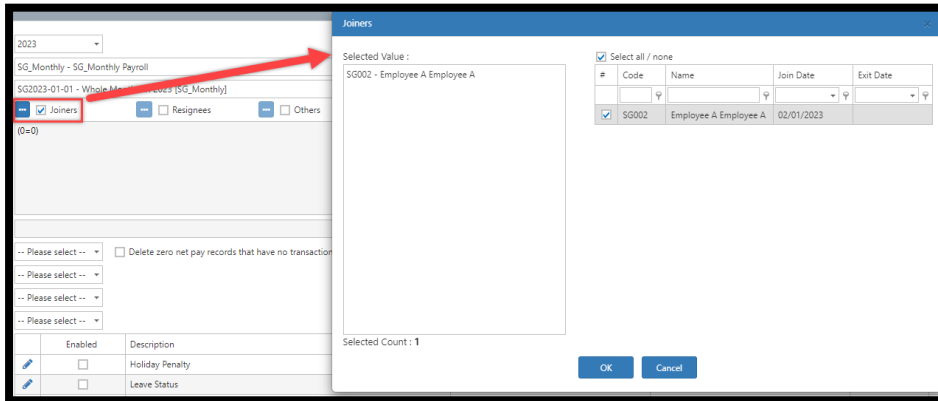 2023
SG_Monthly - SG_Monthly Payroll
SG2023-01-01 - Whole 2023 [SG_Monthly]
Joiners
Resignees
Others
(0=0)
-- Please select --
Delete zero net pay records that have no transaction
-- Please select --
-- Please select --
-- Please select --
Enabled
Description
Holiday Penalty
Leave Status
Joiners
Selected Value :
SG002 - Employee A Employee A
Selected Count : 1
Select all / none
# Code Name Join Date Exit Date
SG002 Employee A Employee A 02/01/2023
OK
Cancel